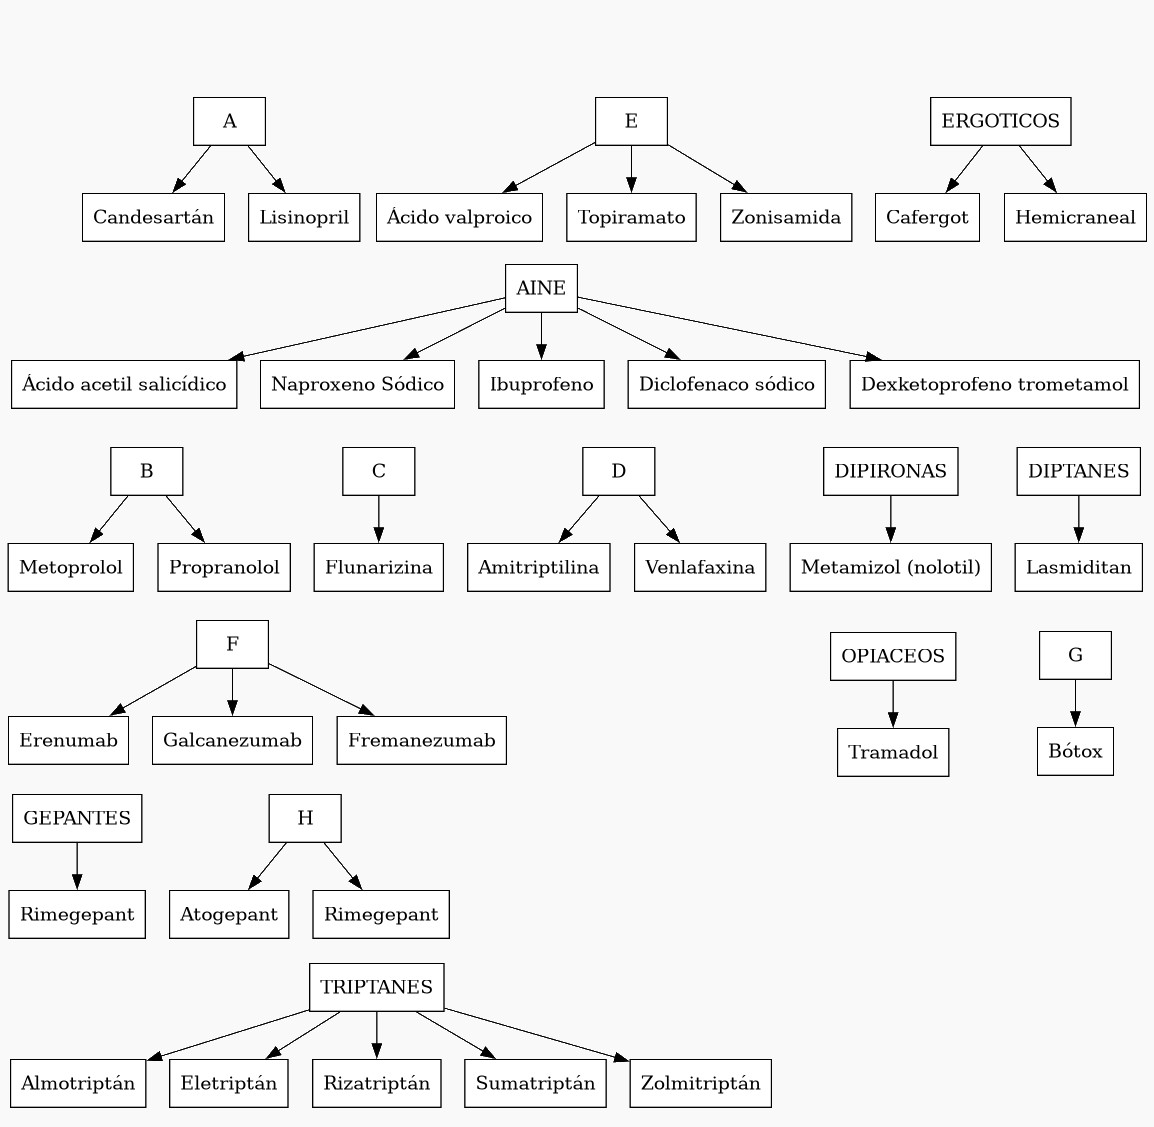 A
E
ERGOTICOS
Candesartán
Lisinopril
Ácido valproico
Topiramato
Zonisamida
Cafergot
Hemicraneal
AINE
Ácido acetil salicídico
Naproxeno Sódico
Ibuprofeno
Diclofenaco sódico
Dexketoprofeno trometamol
B
C
D
DIPIRONAS
DIPTANES
Metoprolol
Propranolol
Flunarizina
Amitriptilina
Venlafaxina
Metamizol (nolotil)
Lasmiditan
F
OPIACEOS
G
Erenumab
Galcanezumab
Fremanezumab
Tramadol
Bótox
GEPANTES
H
Rimegepant
Atogepant
Rimegepant
TRIPTANES
Almotriptán
Eletriptán
Rizatriptán
Sumatriptán
Zolmitriptán